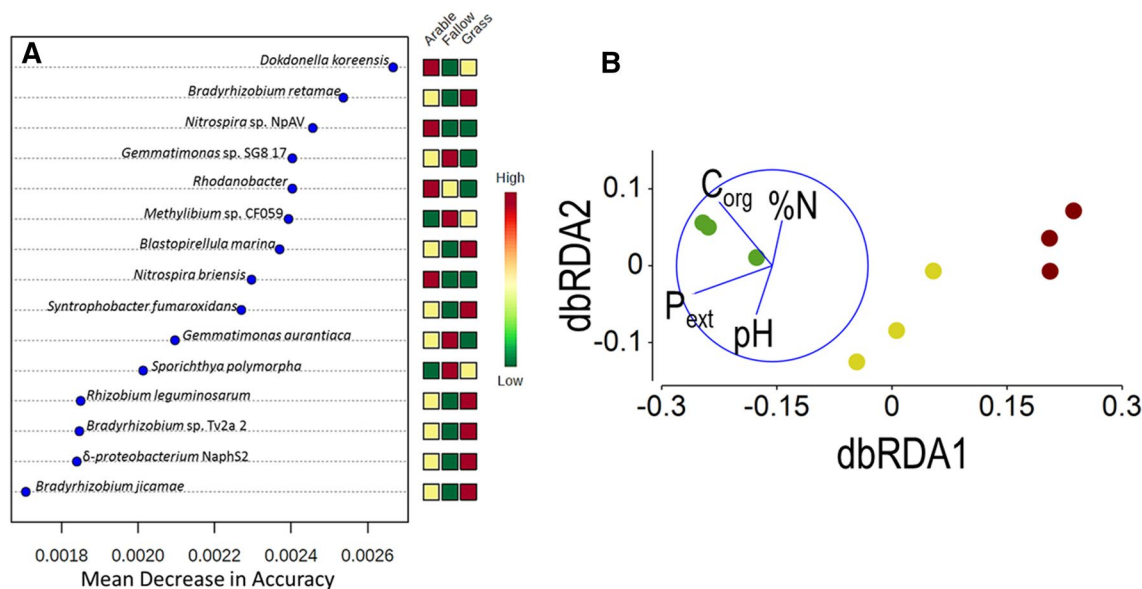 A
Arable
Fallow
Grass
Dokdonella koreensis
Bradyrhizobium retamae
Nitrospira sp. NpAV
Gemmatimonas sp. SG8 17
Rhodanobacter
Methylibium sp. CF059
Blastopirellula marina
Nitrospira briensis
Syntrophobacter fumaroxidans
Gemmatimonas aurantiaca
Sporichthya polymorpha
Rhizobium leguminosarum
Bradyrhizobium sp. Tv2a 2
δ-proteobacterium NaphS2
Bradyrhizobium jicamae
0.0018 0.0020 0.0022 0.0024 0.0026
Mean Decrease in Accuracy
High
Low
B
dbRDA2
0.1
0
-0.1
Corg
%N
Pext
pH
-0.3 -0.15 0 0.15 0.3
dbRDA1